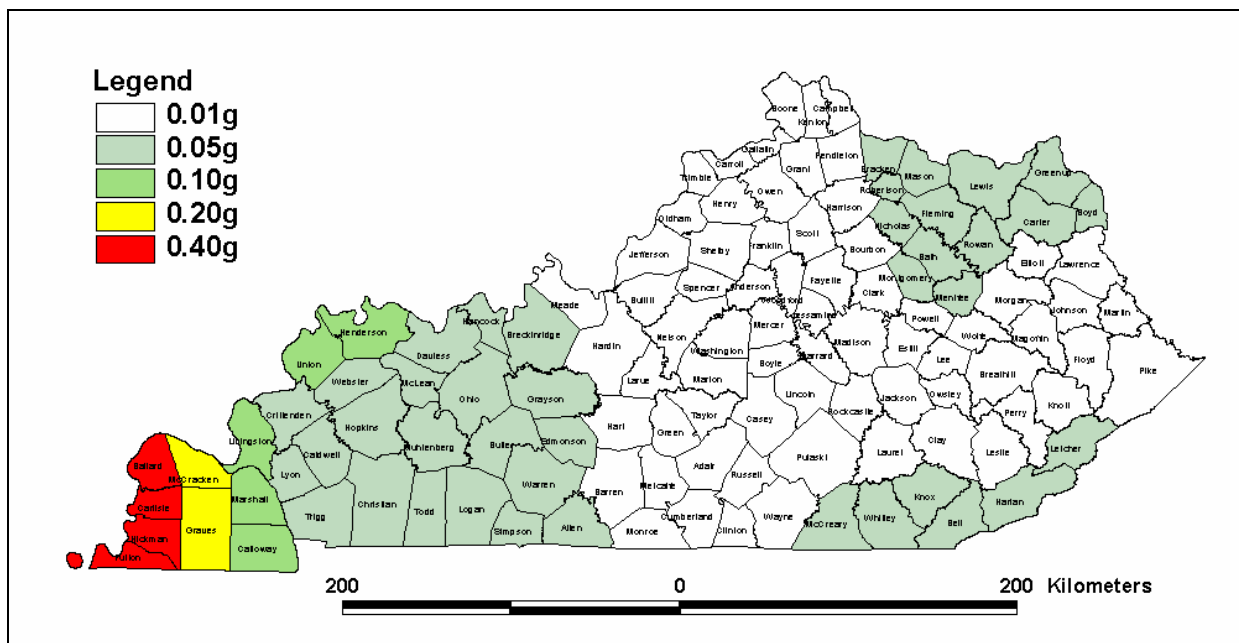 Legend
0.01g
0.05g
0.10g
0.20g
0.40g
Boone
Campbell
Kenton
Gallatin
Carroll
Grant
Pendleton
Bracken
Mason
Lewis
Greenup
Trimble
Owen
Robertson
Boyd
Henry
Harrison
Fleming
Carter
Oldham
Nicholas
Scott
Rowan
Jefferson
Shelby
Franklin
Bourbon
Bath
Elliott
Lawrence
Spencer
Anderson
Fayette
Montgomery
Meade
Bullitt
Woodford
Clark
Menifee
Morgan
Hancock
Jessamine
Powell
Johnson
Martin
Henderson
Breckinridge
Nelson
Mercer
Madison
Wolfe
Magoffin
Daviess
Hardin
Washington
Garrard
Estill
Lee
Floyd
Union
Boyle
Breathitt
Pike
Webster
McLean
Larue
Marion
Crittenden
Ohio
Grayson
Lincoln
Jackson
Owsley
Knott
Livingston
Hopkins
Hart
Taylor
Casey
Rockcastle
Perry
Muhlenberg
Butler
Edmonson
Green
Clay
Letcher
Caldwell
Pulaski
Laurel
Leslie
Ballard
Lyon
Adair
Russell
McCracken
Warren
Barren
Metcalfe
Marshall
Knox
Harlan
Carlisle
Christian
Todd
Logan
Trigg
Cumberland
Wayne
McCreary
Whitley
Bell
Graves
Simpson
Allen
Monroe
Clinton
Hickman
Calloway
Fulton
200 0 200 Kilometers